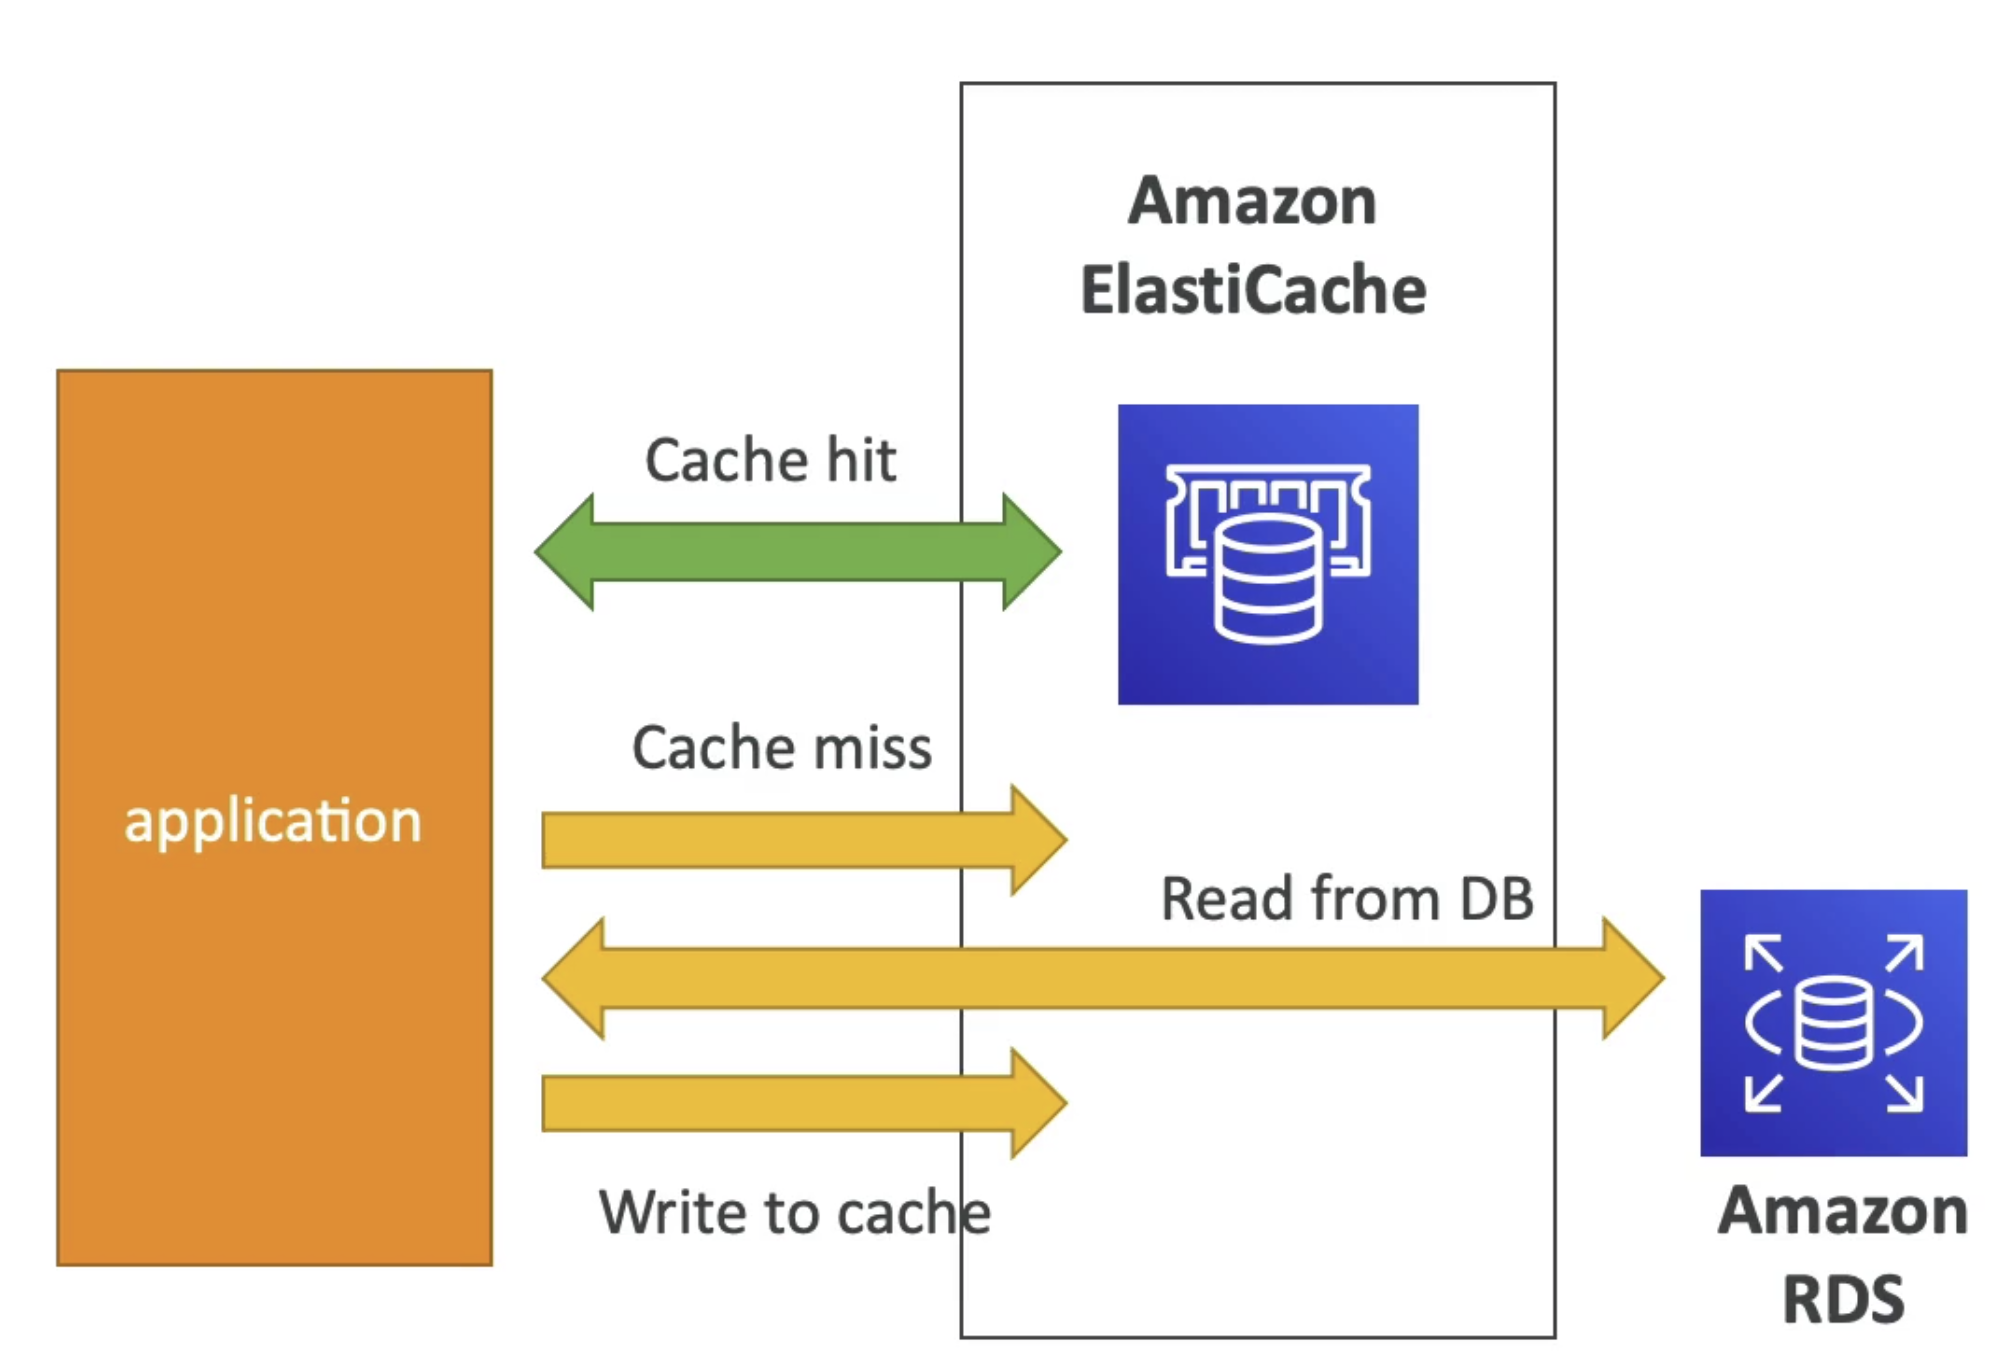 Amazon
ElastiCache
Cache hit
Cache miss
application
Read from DB
Write to cache
Amazon
RDS